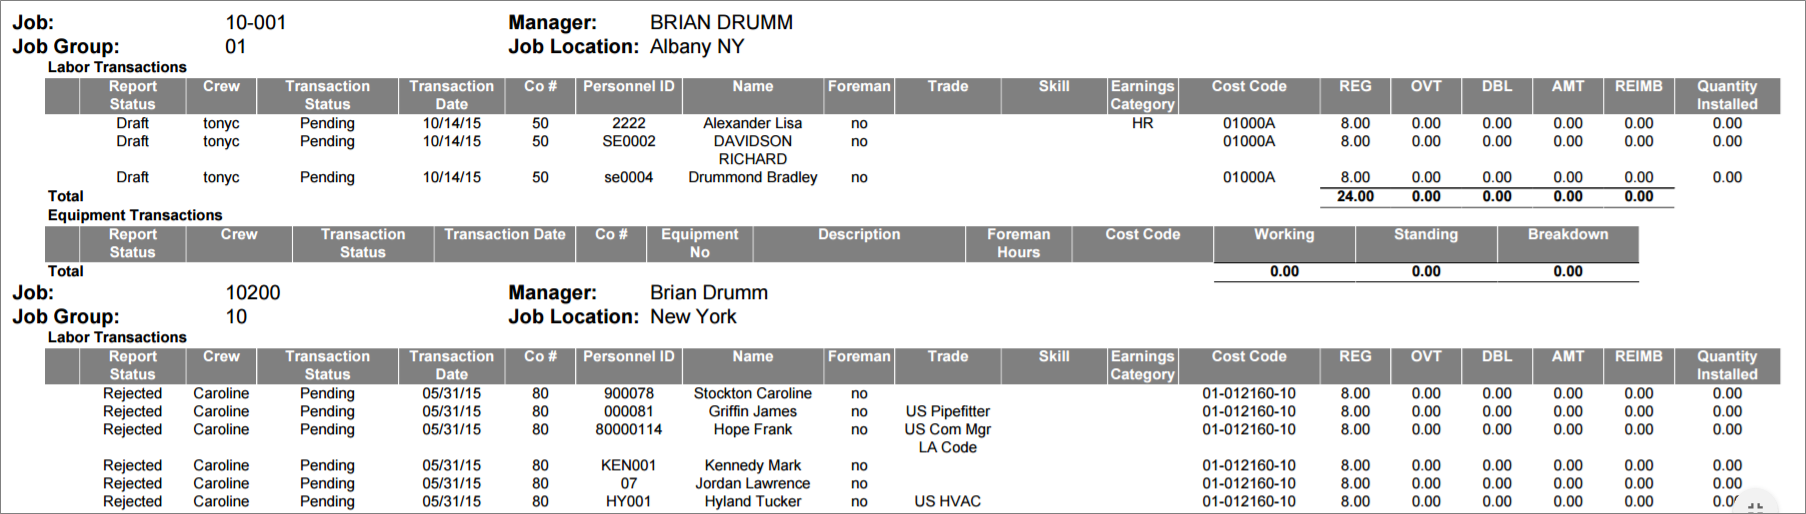 Job: 10-001 Manager: BRIAN DRUMM
Job Group: 01 Job Location: Albany NY
Labor Transactions
Report Crew Transaction Transaction Co # Personnel ID Name Foreman Trade Skill Earnings Cost Code REG OVT DBL AMT REIMB Quantity
Status Status Date Category Installed
Draft tonyc Pending 10/14/15 50 2222 Alexander Lisa no HR 01000A 8.00 0.00 0.00 0.00 0.00 0.00
Draft tonyc Pending 10/14/15 50 SE0002 DAVIDSON no 01000A 8.00 0.00 0.00 0.00 0.00 0.00
RICHARD
Draft tonyc Pending 10/14/15 50 se0004 Drummond Bradley no 01000A 8.00 0.00 0.00 0.00 0.00 0.00
Total 24.00 0.00 0.00 0.00 0.00
Equipment Transactions
Report Crew Transaction Transaction Date Co # Equipment Description Foreman Cost Code Working Standing Breakdown
Status Status No Hours
Total 0.00 0.00 0.00
Job: 10200 Manager: Brian Drumm
Job Group: 10 Job Location: New York
Labor Transactions
Report Crew Transaction Transaction Co # Personnel ID Name Foreman Trade Skill Earnings Cost Code REG OVT DBL AMT REIMB Quantity
Status Status Date Category Installed
Rejected Caroline Pending 05/31/15 80 900078 Stockton Caroline no 01-012160-10 8.00 0.00 0.00 0.00 0.00 0.00
Rejected Caroline Pending 05/31/15 80 000081 Griffin James no US Pipefitter 01-012160-10 8.00 0.00 0.00 0.00 0.00 0.00
Rejected Caroline Pending 05/31/15 80 80000114 Hope Frank no US Com Mgr 01-012160-10 8.00 0.00 0.00 0.00 0.00 0.00
LA Code
Rejected Caroline Pending 05/31/15 80 KEN001 Kennedy Mark no 01-012160-10 8.00 0.00 0.00 0.00 0.00 0.00
Rejected Caroline Pending 05/31/15 80 07 Jordan Lawrence no 01-012160-10 8.00 0.00 0.00 0.00 0.00 0.00
Rejected Caroline Pending 05/31/15 80 HY001 Hyland Tucker no US HVAC 01-012160-10 8.00 0.00 0.00 0.00 0.00 0.00